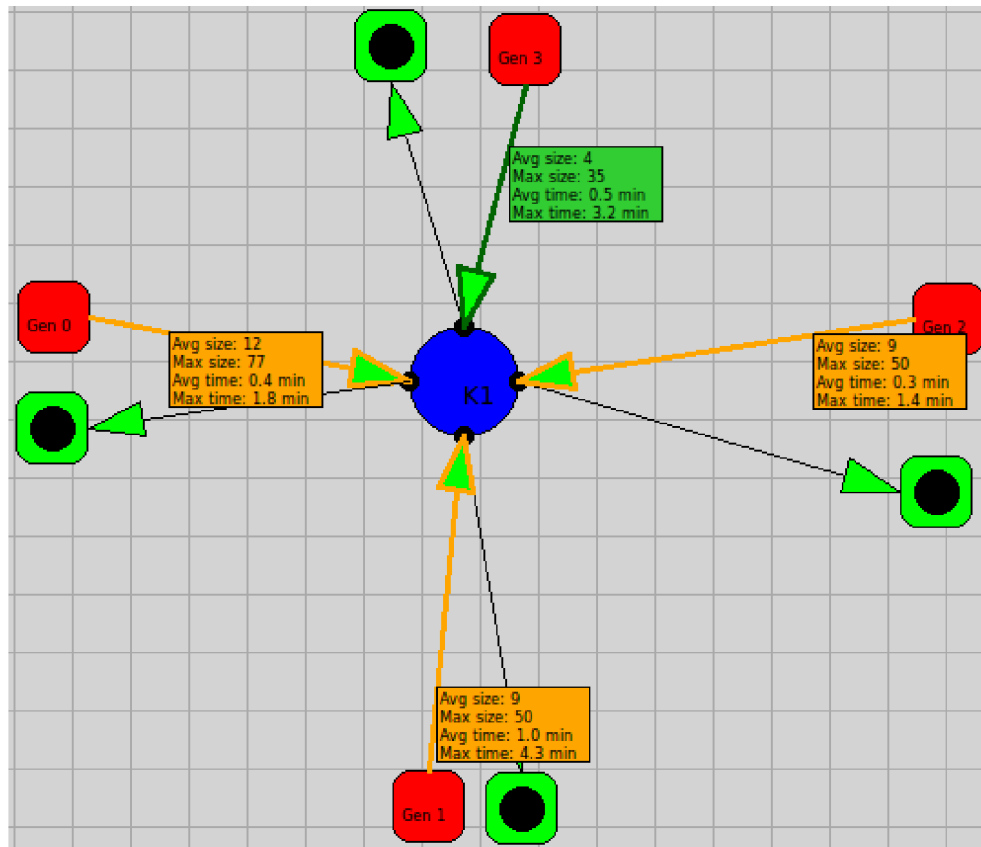 Gen 3
Avg size: 4
Max size: 35
Avg time: 0.5 min
Max time: 3.2 min
Gen 0
Avg size: 12
Max size: 77
Avg time: 0.4 min
Max time: 1.8 min
K1
Gen 2
Avg size: 9
Max size: 50
Avg time: 0.3 min
Max time: 1.4 min
Avg size: 9
Max size: 50
Avg time: 1.0 min
Max time: 4.3 min
Gen 1